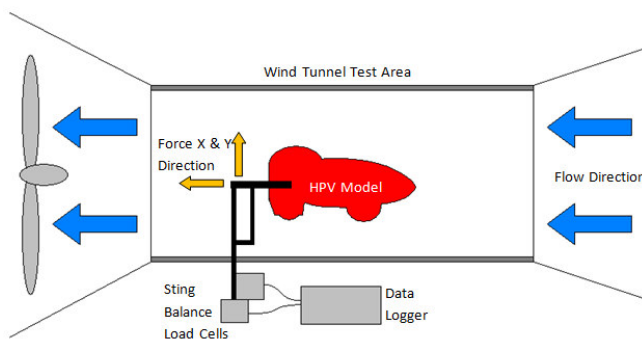 Wind Tunnel Test Area
Force X & Y
Direction
HPV Model
Flow Direction
Sting
Balance
Load Cells
Data
Logger